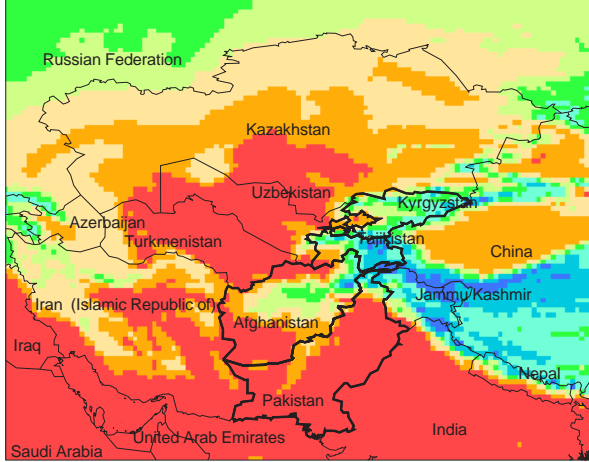 Russian Federation
Kazakhstan
Uzbekistan
Kyrgyzstan
Azerbaijan
Turkmenistan
Tajikistan
China
Iran (Islamic Republic of)
Jammu/Kashmir
Afghanistan
Iraq
Nepal
Pakistan
United Arab Emirates
India
Saudi Arabia